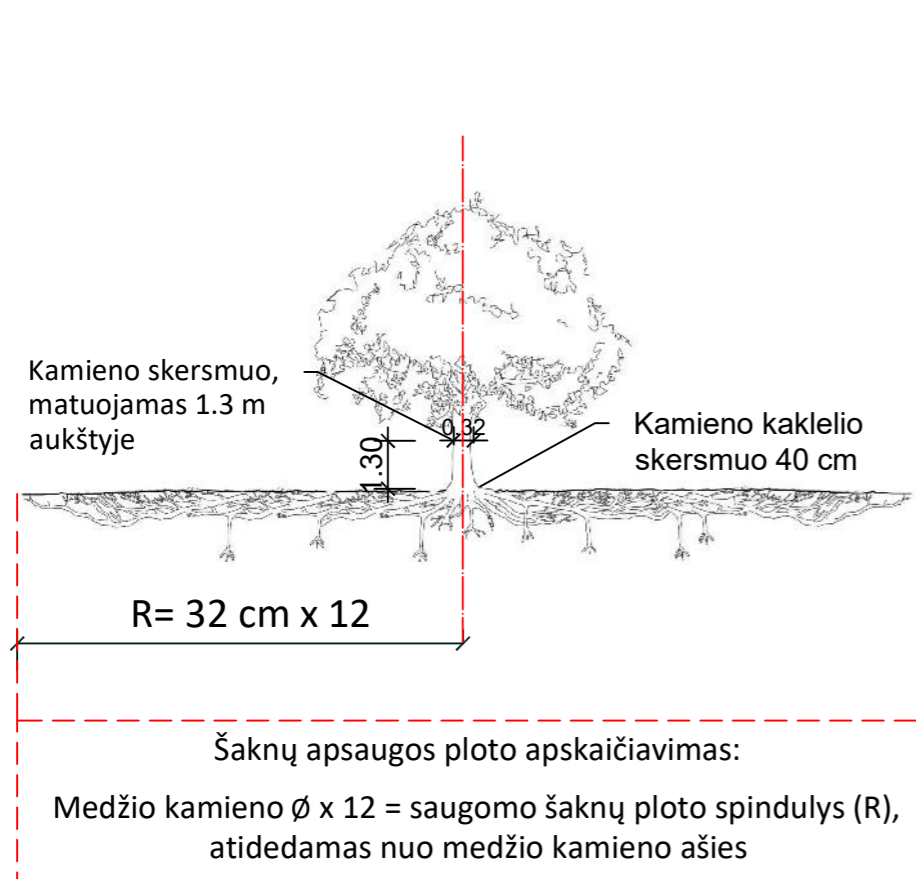 Kamieno skersmuo,
matuojamas 1.3 m
aukštyje
0,32
1.30
Kamieno kaklelio
skersmuo 40 cm
R= 32 cm x 12
Šaknų apsaugos ploto apskaičiavimas:
Medžio kamieno Ø x 12 = saugomo šaknų ploto spindulys (R),
atidedamas nuo medžio kamieno ašies